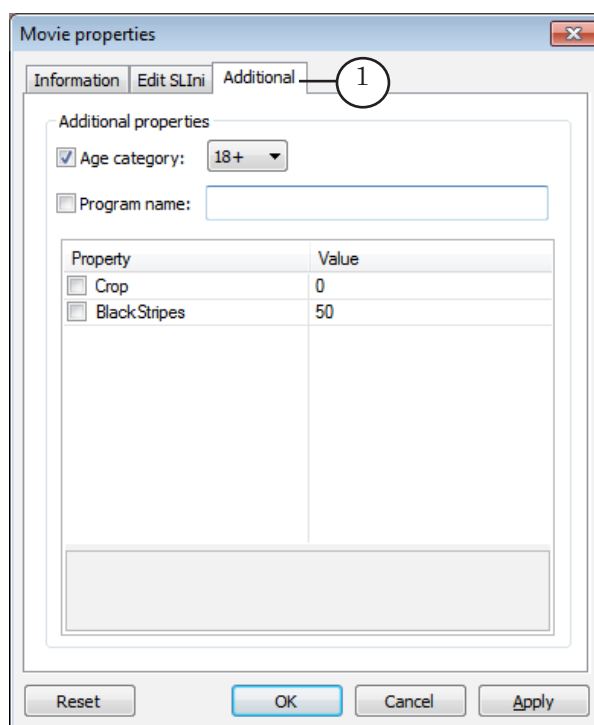 Movie properties
Information Edit SLIni Additional 1
Additional properties
Age category: 18+
Program name:
Property Value
Crop 0
BlackStripes 50
Reset OK Cancel Apply